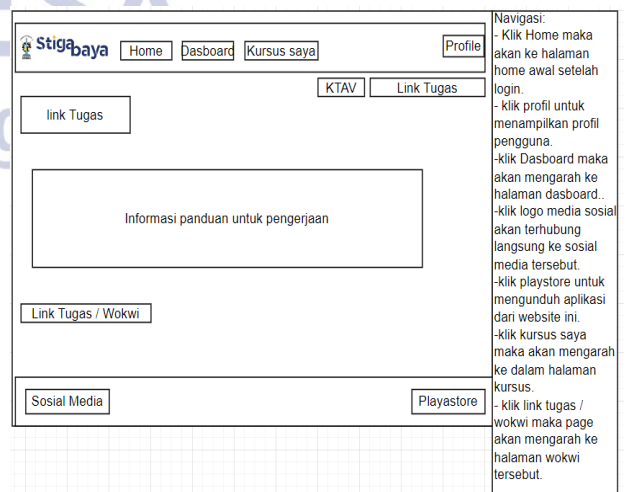 Stigabaya
Home
Dasboard
Kursus saya
Profile
KTAV
Link Tugas
link Tugas
Informasi panduan untuk pengerjaan
Link Tugas / Wokwi
Sosial Media
Playastore
Navigasi:
- Klik Home maka
akan ke halaman
home awal setelah
login.
- klik profil untuk
menampilkan profil
pengguna.
-klik Dasboard maka
akan mengarah ke
halaman dasboard..
-klik logo media sosial
akan terhubung
langsung ke sosial
media tersebut.
-klik playstore untuk
mengunduh aplikasi
dari website ini.
-klik kursus saya
maka akan mengarah
ke dalam halaman
kursus.
- klik link tugas /
wokwi maka page
akan mengarah ke
halaman wokwi
tersebut.